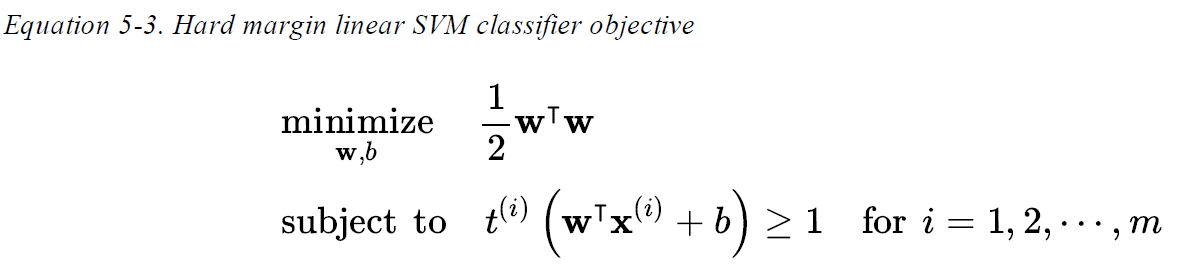 Equation 5-3. Hard margin linear SVM classifier objective
minimize 1/2 w⊤w
w,b
subject to t⁽ⁱ⁾ (w⊤x⁽ⁱ⁾ + b) ≥ 1 for i = 1, 2, ⋯, m